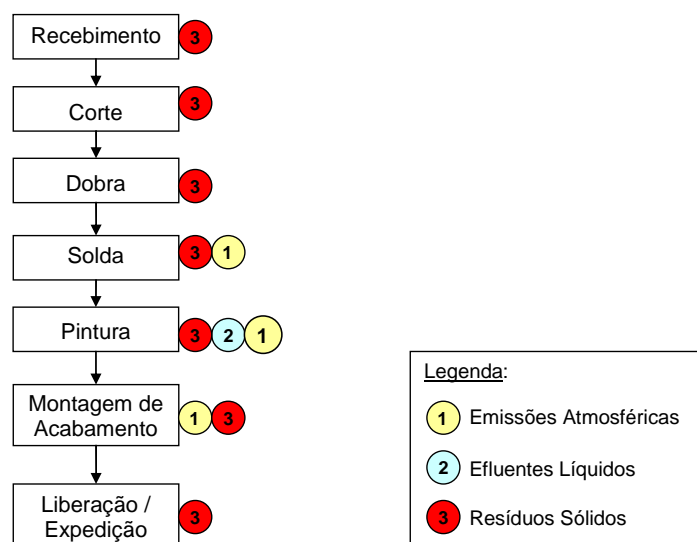 Recebimento 3
Corte 3
Dobra 3
Solda 3 1
Pintura 3 2 1
Montagem de
Acabamento 1 3
Liberação /
Expedição 3
Legenda:
1 Emissões Atmosféricas
2 Efluentes Líquidos
3 Resíduos Sólidos